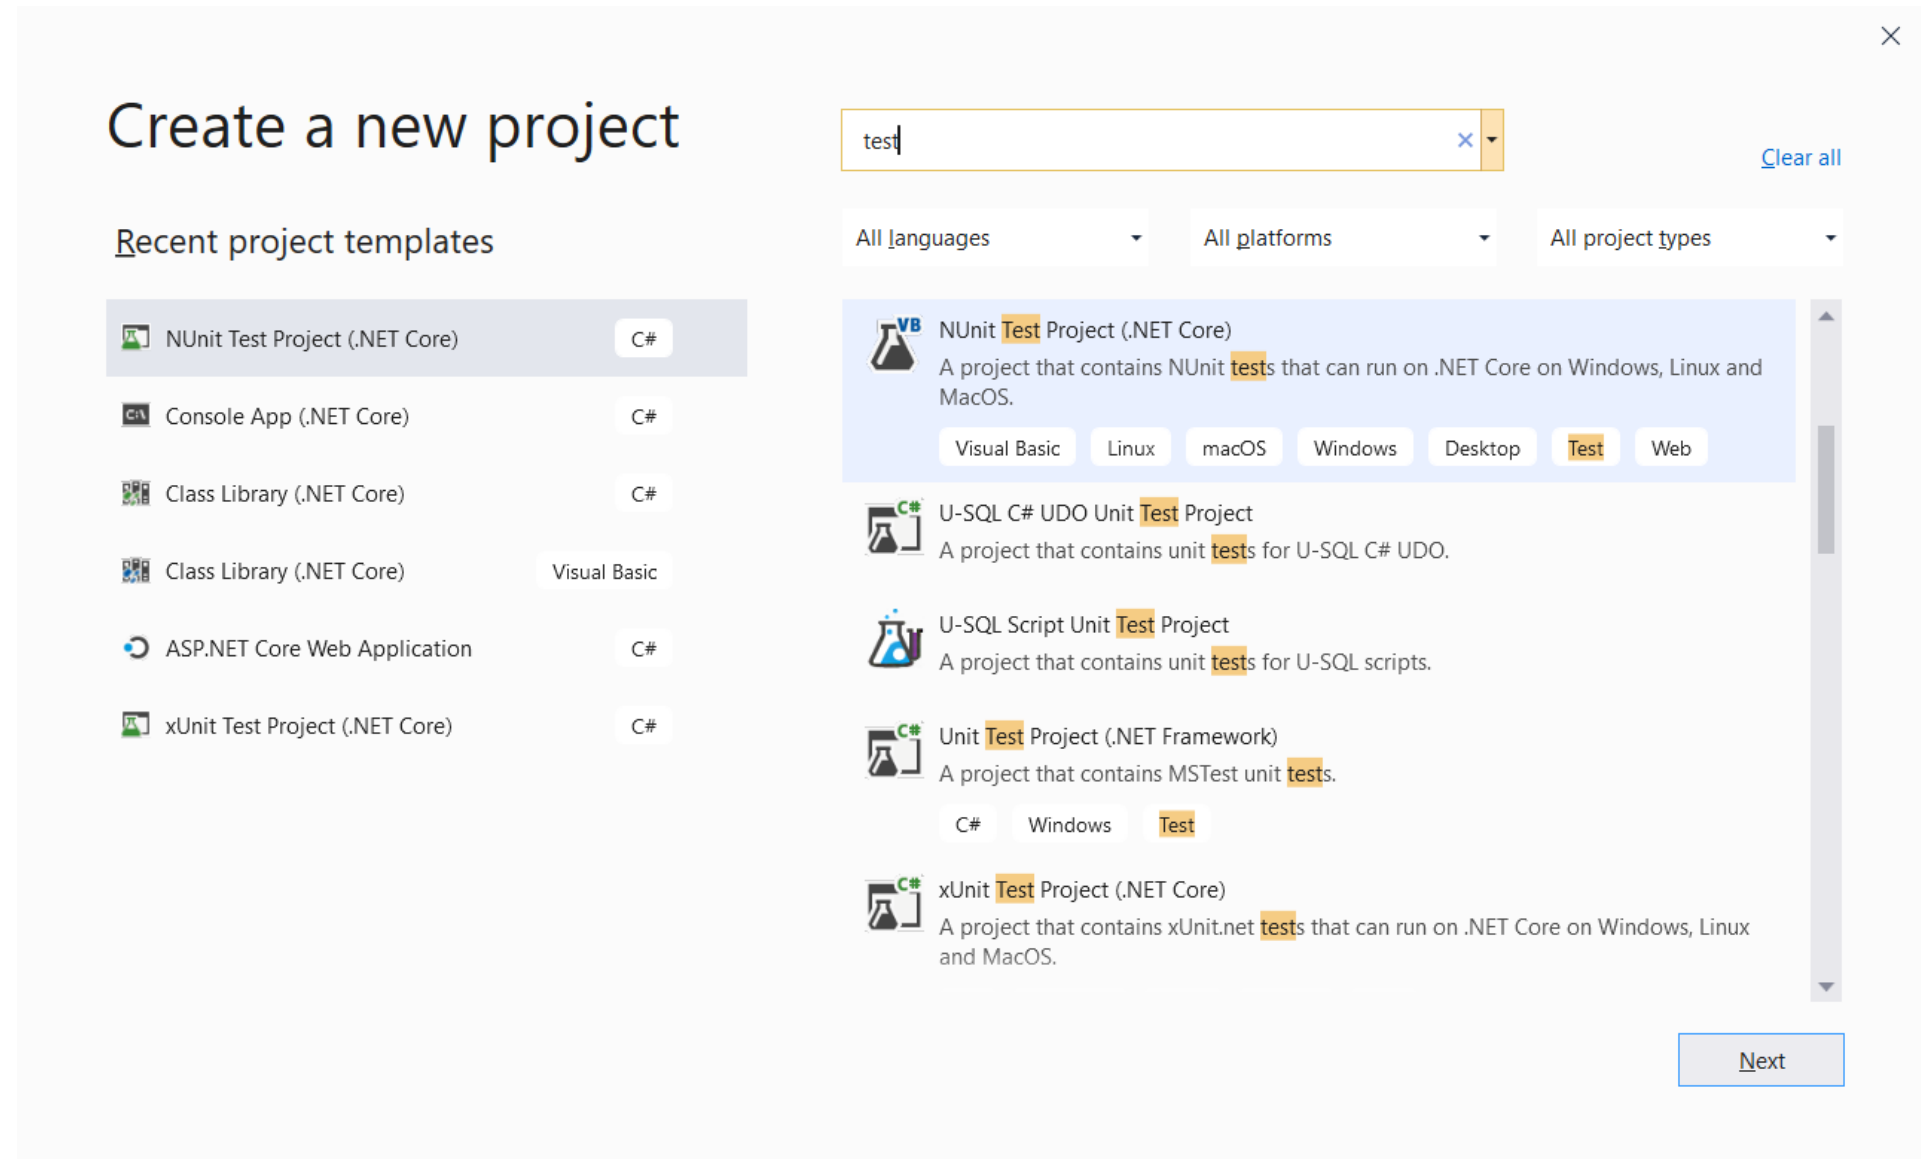 Create a new project
test
Clear all
Recent project templates
All languages
All platforms
All project types
NUnit Test Project (.NET Core)
C#
Console App (.NET Core)
C#
Class Library (.NET Core)
C#
Class Library (.NET Core)
Visual Basic
ASP.NET Core Web Application
C#
xUnit Test Project (.NET Core)
C#
VB
NUnit Test Project (.NET Core)
A project that contains NUnit tests that can run on .NET Core on Windows, Linux and
MacOS.
Visual Basic
Linux
macOS
Windows
Desktop
Test
Web
C#
U-SQL C# UDO Unit Test Project
A project that contains unit tests for U-SQL C# UDO.
U-SQL Script Unit Test Project
A project that contains unit tests for U-SQL scripts.
C#
Unit Test Project (.NET Framework)
A project that contains MSTest unit tests.
C#
Windows
Test
C#
xUnit Test Project (.NET Core)
A project that contains xUnit.net tests that can run on .NET Core on Windows, Linux
and MacOS.
Next